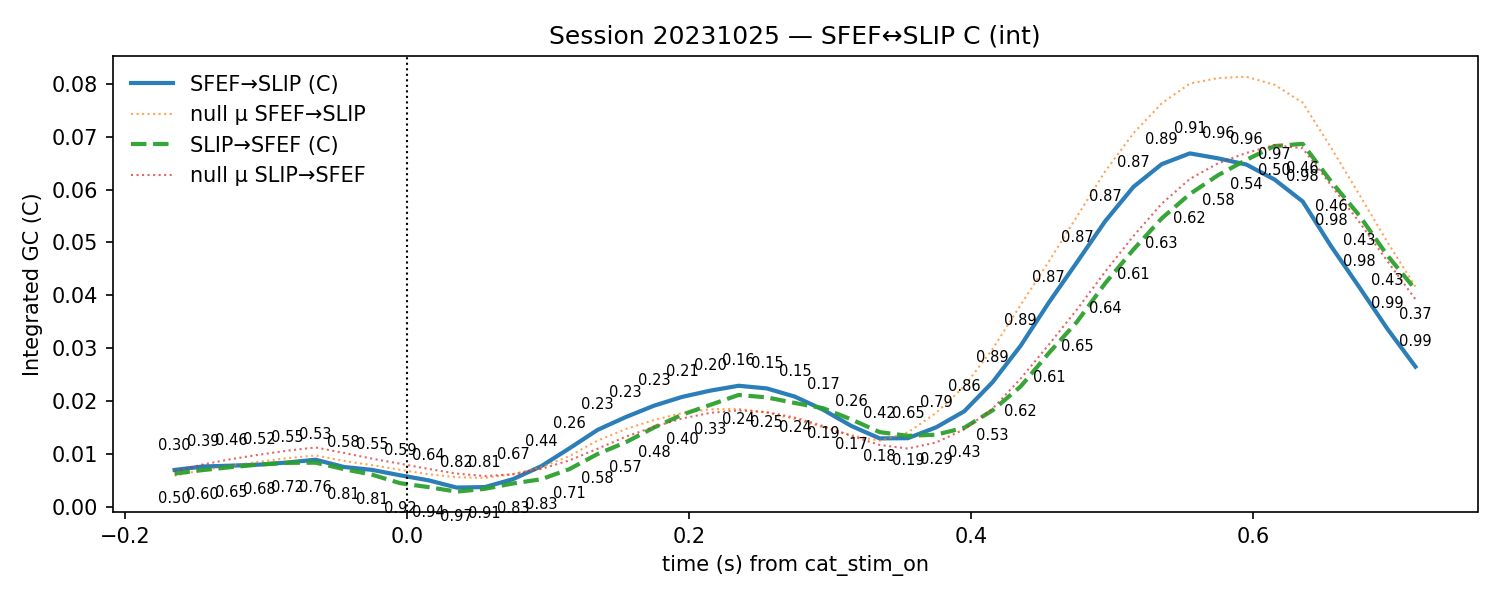 Session 20231025 — SFEF↔SLIP C (int)
SFEF→SLIP (C)
null μ SFEF→SLIP
SLIP→SFEF (C)
null μ SLIP→SFEF
Integrated GC (C)
0.08
0.07
0.06
0.05
0.04
0.03
0.02
0.01
0.00
0.30 0.39 0.46 0.52 0.55 0.53 0.58 0.55 0.59 0.64 0.82 0.81 0.67 0.44 0.26 0.23 0.23 0.23 0.21 0.20 0.16 0.15 0.15 0.17 0.26 0.42 0.65 0.79 0.86 0.89 0.89 0.87 0.87 0.87 0.87 0.89 0.91 0.96 0.96 0.97 0.98 0.98 0.98 0.99 0.99
0.50 0.60 0.65 0.68 0.72 0.76 0.81 0.81 0.92 0.94 0.97 0.91 0.83 0.83 0.71 0.58 0.57 0.48 0.40 0.33 0.24 0.25 0.24 0.19 0.17 0.18 0.19 0.29 0.43 0.53 0.62 0.61 0.65 0.64 0.61 0.63 0.62 0.58 0.54 0.50 0.46 0.46 0.43 0.43 0.37
−0.2 0.0 0.2 0.4 0.6
time (s) from cat_stim_on